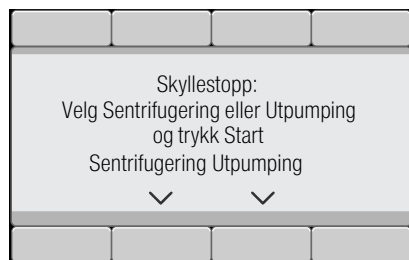 Skyllestopp:
Velg Sentrifugering eller Utpumping
og trykk Start
Sentrifugering Utpumping